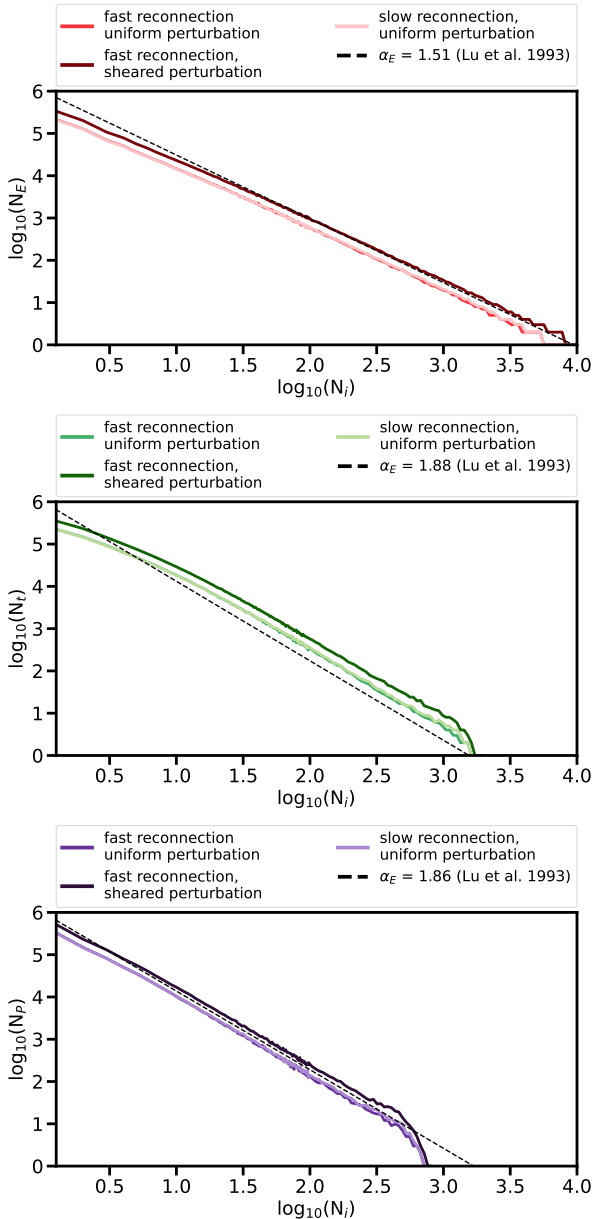 fast reconnection
uniform perturbation
fast reconnection,
sheared perturbation
slow reconnection,
uniform perturbation
α_E = 1.51 (Lu et al. 1993)
6
5
4
3
2
1
0
log₁₀(N_E)
0.5 1.0 1.5 2.0 2.5 3.0 3.5 4.0
log₁₀(N_i)
fast reconnection
uniform perturbation
fast reconnection,
sheared perturbation
slow reconnection,
uniform perturbation
α_E = 1.88 (Lu et al. 1993)
6
5
4
3
2
1
0
log₁₀(N_t)
0.5 1.0 1.5 2.0 2.5 3.0 3.5 4.0
log₁₀(N_i)
fast reconnection
uniform perturbation
fast reconnection,
sheared perturbation
slow reconnection,
uniform perturbation
α_E = 1.86 (Lu et al. 1993)
6
5
4
3
2
1
0
log₁₀(N_P)
0.5 1.0 1.5 2.0 2.5 3.0 3.5 4.0
log₁₀(N_i)